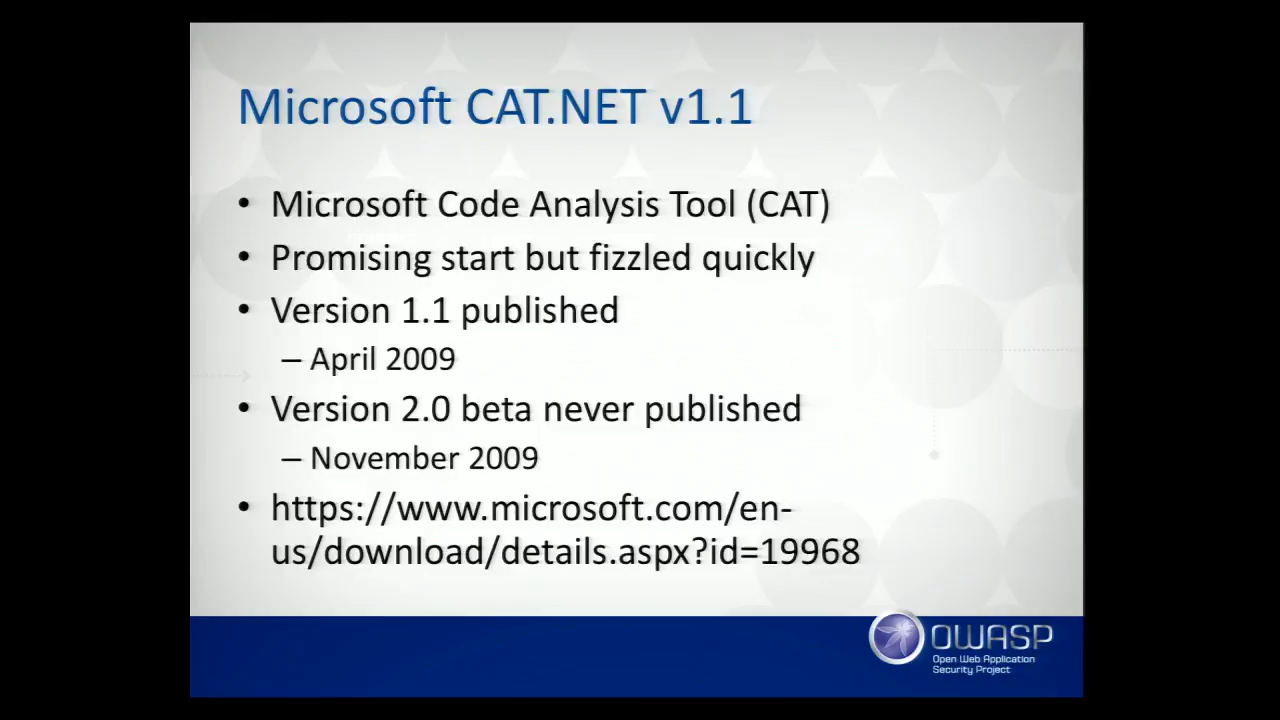 Microsoft CAT.NET v1.1
• Microsoft Code Analysis Tool (CAT)
• Promising start but fizzled quickly
• Version 1.1 published
– April 2009
• Version 2.0 beta never published
– November 2009
• https://www.microsoft.com/en-
us/download/details.aspx?id=19968
OWASP
Open Web Application
Security Project